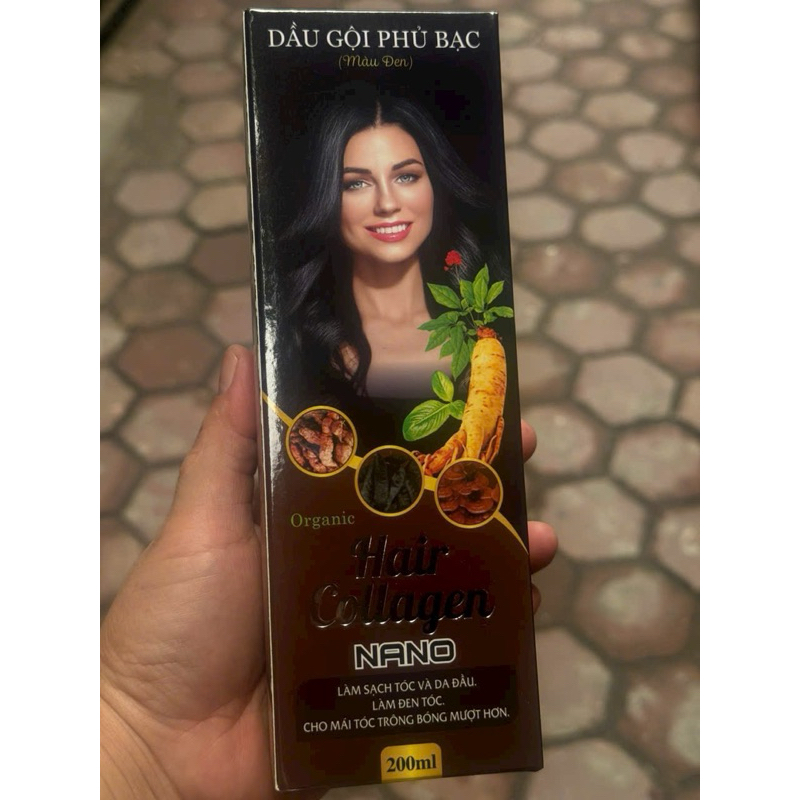 DẦU GỘI PHỦ BẠC
(Màu Đen)
Organic
Hair
Collagen
NANO
LÀM SẠCH TÓC VÀ DA ĐẦU.
LÀM ĐEN TÓC.
CHO MÁI TÓC TRÔNG BÓNG MƯỢT HƠN.
200ml